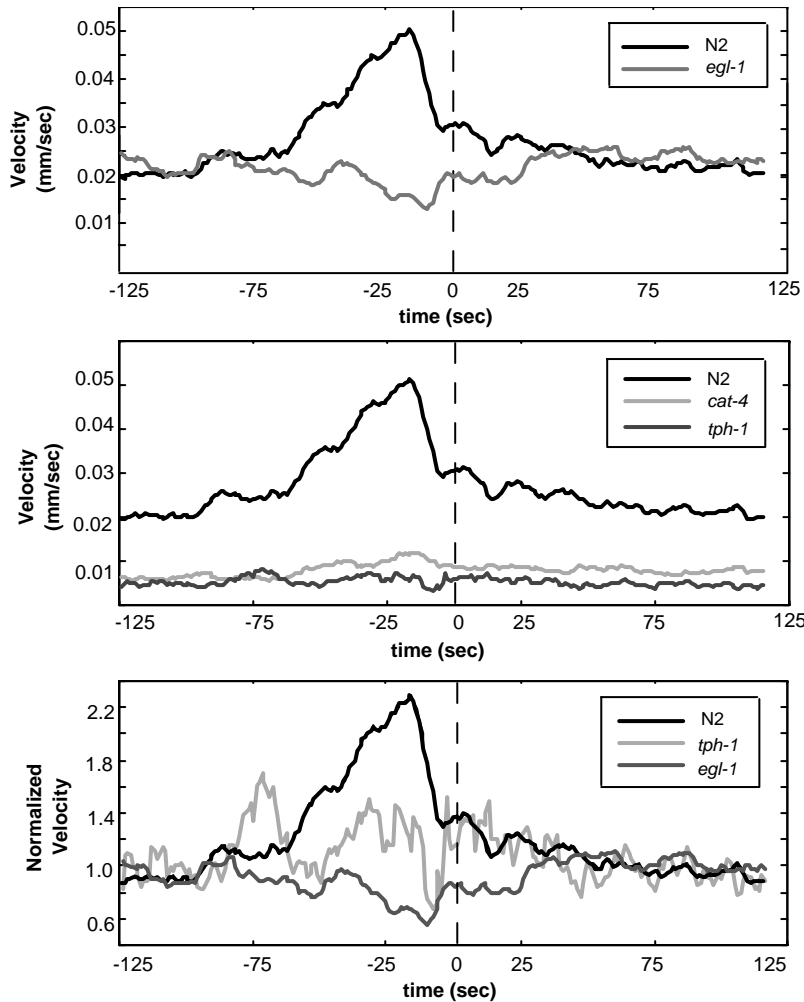 0.05
0.04
0.03
0.02
0.01
Velocity
(mm/sec)
N2
egl-1
-125
-75
-25
0
25
75
125
time (sec)
0.05
0.04
0.03
0.02
0.01
Velocity
(mm/sec)
N2
cat-4
tph-1
-125
-75
-25
0
25
75
125
time (sec)
2.2
1.8
1.4
1.0
0.6
Normalized
Velocity
N2
tph-1
egl-1
-125
-75
-25
0
25
75
125
time (sec)